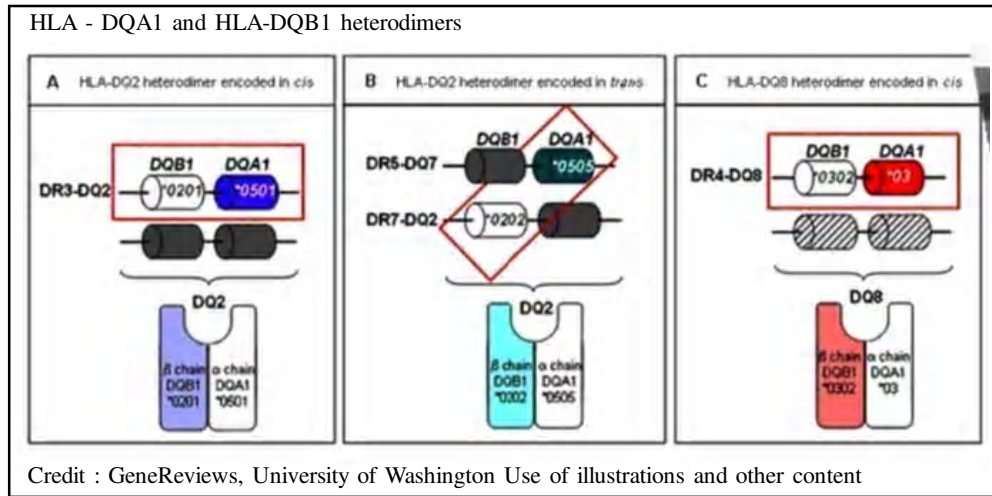 HLA - DQA1 and HLA-DQB1 heterodimers
A HLA-DQ2 heterodimer encoded in cis
DQB1 DQA1
DR3-DQ2 *0201 *0501
DQ2
β chain α chain
DQB1 DQA1
*0201 *0501
B HLA-DQ2 heterodimer encoded in trans
DQB1 DQA1
DR5-DQ7 *0505
DR7-DQ2 *0202
DQ2
β chain α chain
DQB1 DQA1
*0302 *0505
C HLA-DQ8 heterodimer encoded in cis
DQB1 DQA1
DR4-DQ8 *0302 *03
DQ8
β chain α chain
DQB1 DQA1
*0302 *03
Credit : GeneReviews, University of Washington Use of illustrations and other content